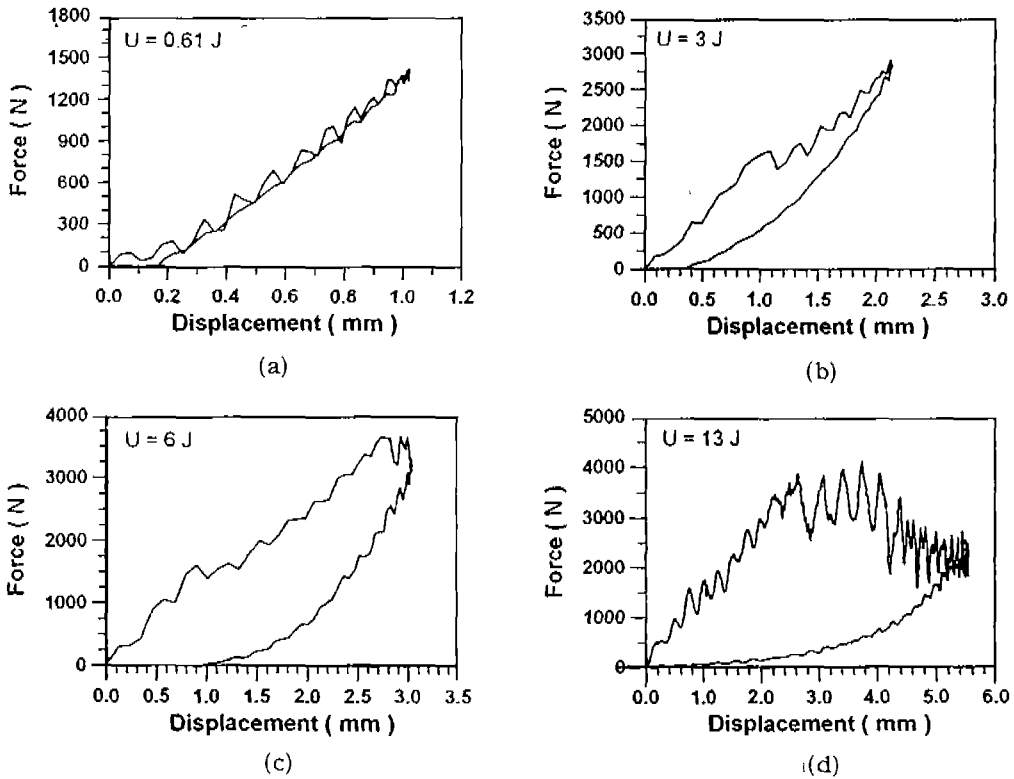 U = 0.61 J
1800
1500
1200
900
600
300
0
Force ( N )
0.0 0.2 0.4 0.6 0.8 1.0 1.2
Displacement ( mm )
(a)
U = 3 J
3500
3000
2500
2000
1500
1000
500
0
Force ( N )
0.0 0.5 1.0 1.5 2.0 2.5 3.0
Displacement ( mm )
(b)
U = 6 J
4000
3000
2000
1000
0
Force ( N )
0.0 0.5 1.0 1.5 2.0 2.5 3.0 3.5
Displacement ( mm )
(c)
U = 13 J
5000
4000
3000
2000
1000
0
Force ( N )
0.0 1.0 2.0 3.0 4.0 5.0 6.0
Displacement ( mm )
(d)